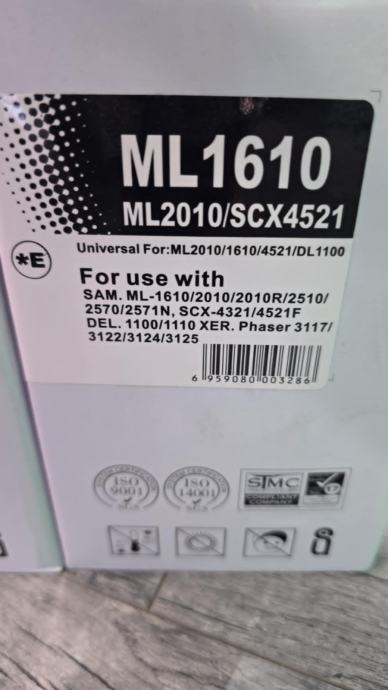 ML1610
ML2010/SCX4521
Universal For:ML2010/1610/4521/DL1100
*E
For use with
SAM. ML-1610/2010/2010R/2510/
2570/2571N, SCX-4321/4521F
DEL. 1100/1110 XER. Phaser 3117/
3122/3124/3125
6 959080 003286
ISO
9001
ISO
14001
STMC
COMPLIANT
COMPANY